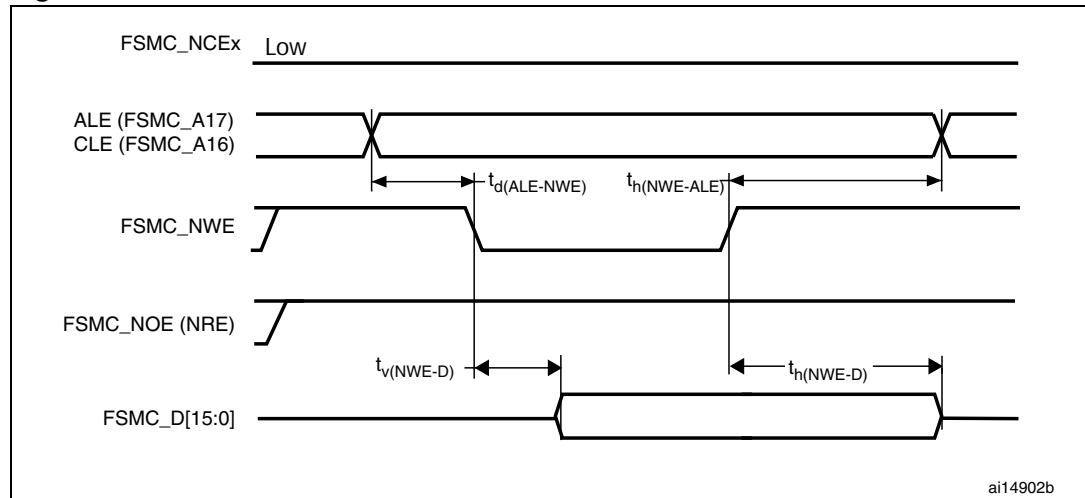 FSMC_NCEx
Low
ALE (FSMC_A17)
CLE (FSMC_A16)
td(ALE-NWE)
th(NWE-ALE)
FSMC_NWE
FSMC_NOE (NRE)
tv(NWE-D)
th(NWE-D)
FSMC_D[15:0]
ai14902b